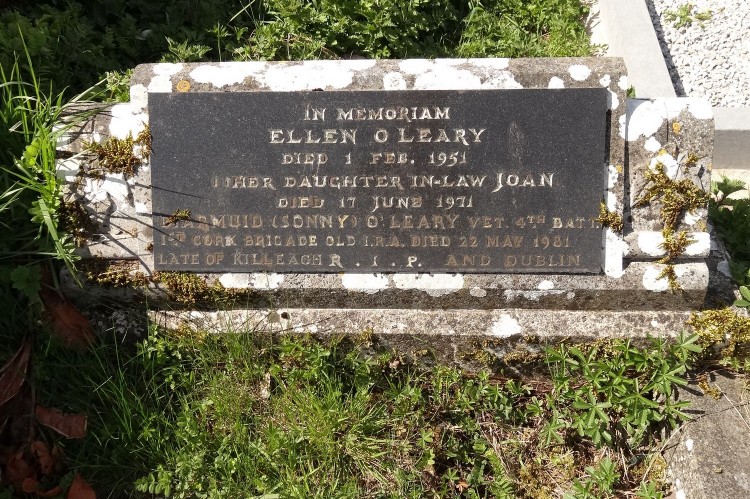 IN MEMORIAM
ELLEN O'LEARY
DIED 1 FEB. 1951
HER DAUGHTER IN-LAW JOAN
DIED 17 JUNE 1971
DIARMUID (SONNY) O'LEARY VET. 4TH BATT.
1ST CORK BRIGADE OLD I.R.A. DIED 22 MAY 1981
LATE OF KILLEAGH R. I. P. AND DUBLIN